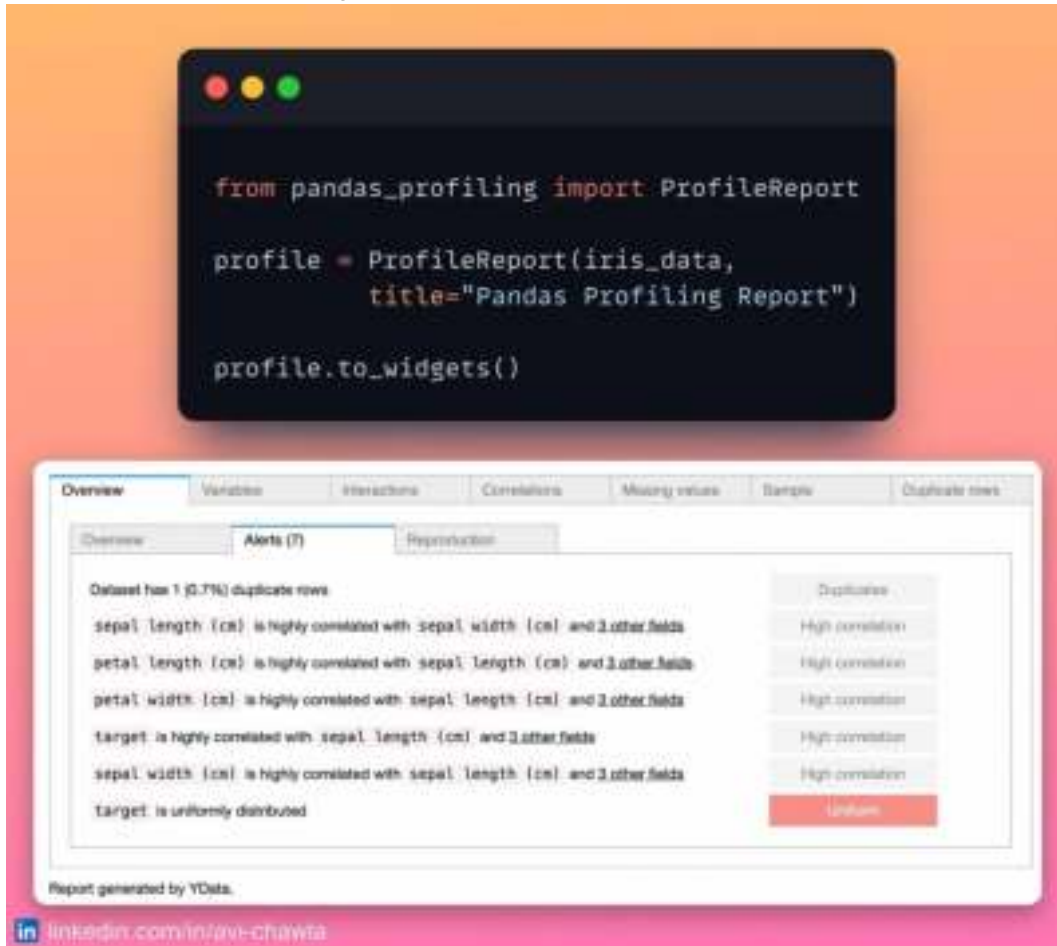 from pandas_profiling import ProfileReport
profile = ProfileReport(iris_data,
title="Pandas Profiling Report")
profile.to_widgets()
Overview Variables Interactions Correlations Missing values Sample Duplicate rows
Overview Alerts (7) Reproduction
Dataset has 1 (0.7%) duplicate rows Duplicates
sepal length (cm) is highly correlated with sepal width (cm) and 3 other fields High correlation
petal length (cm) is highly correlated with sepal length (cm) and 3 other fields High correlation
petal width (cm) is highly correlated with sepal length (cm) and 3 other fields High correlation
target is highly correlated with sepal length (cm) and 3 other fields High correlation
sepal width (cm) is highly correlated with sepal length (cm) and 3 other fields High correlation
target is uniformly distributed Uniform
Report generated by YData.
in linkedin.com/in/avi-chawla